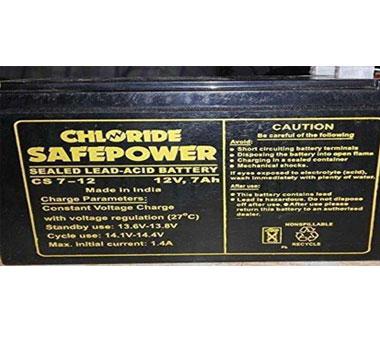 CHLORIDE
SAFEPOWER
SEALED LEAD-ACID BATTERY
CS 7-12 12V, 7Ah
Made in India
Charge Parameters:
Constant Voltage Charge
with voltage regulation (27°C)
Standby use: 13.6V-13.8V
Cycle use: 14.1V-14.4V
Max. initial current: 1.4A
CAUTION
Be careful of the following
Avoid:
Short circuiting battery terminals
Disposing the battery into open flame
Charging in a sealed container
Mechanical shocks.
If eyes exposed to electrolyte (acid),
wash immediately with plenty of water.
After use:
This battery contains lead
Lead is hazardous. Do not dispose
off after use. After use please
return this battery to an authorised
dealer.
Pb
NONSPILLABLE
RECYCLE